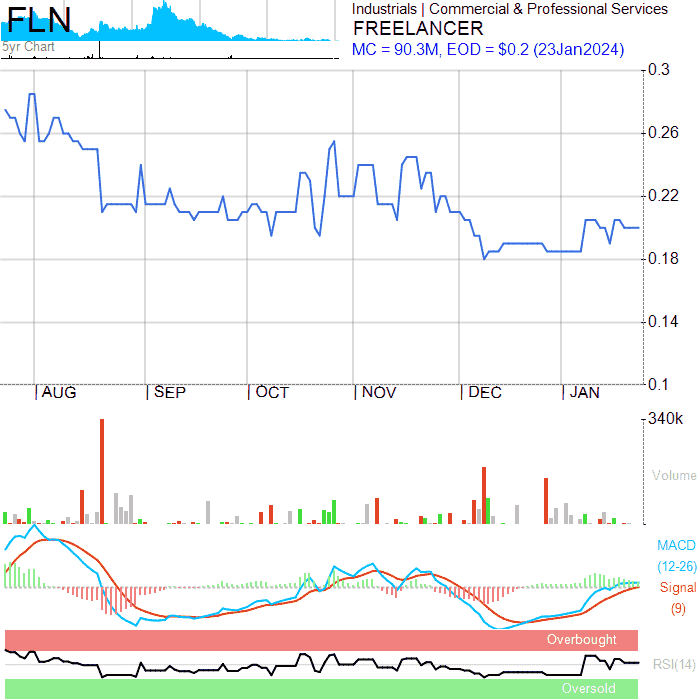 FLN
5yr Chart
Industrials | Commercial & Professional Services
FREELANCER
MC = 90.3M, EOD = $0.2 (23Jan2024)
0.3
0.26
0.22
0.18
0.14
0.1
AUG SEP OCT NOV DEC JAN
340k
Volume
MACD
(12-26)
Signal
(9)
Overbought
RSI(14)
Oversold